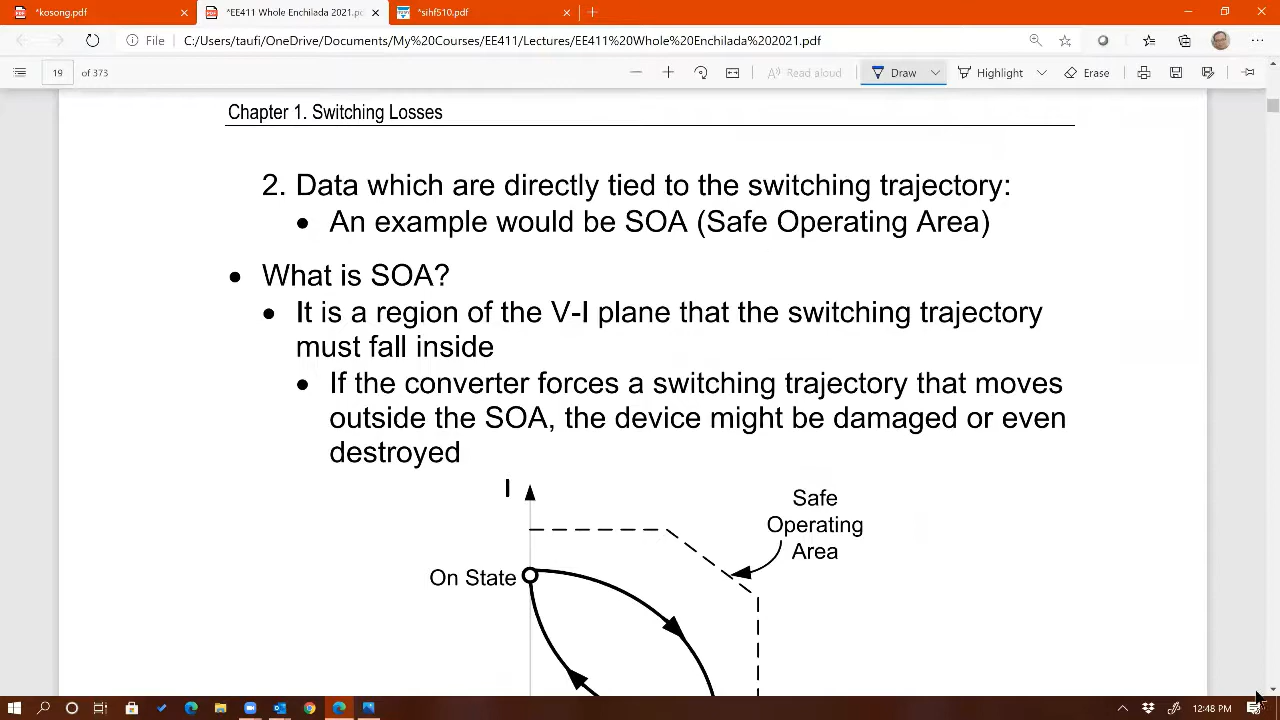 *kosong.pdf
*EE411 Whole Enchilada 2021.pc
*sihf510.pdf
File
C:/Users/taufi/OneDrive/Documents/My%20Courses/EE411/Lectures/EE411%20Whole%20Enchilada%202021.pdf
19 of 373
Read aloud
Draw
Highlight
Erase
Chapter 1. Switching Losses
2. Data which are directly tied to the switching trajectory:
• An example would be SOA (Safe Operating Area)
• What is SOA?
• It is a region of the V-I plane that the switching trajectory
must fall inside
• If the converter forces a switching trajectory that moves
outside the SOA, the device might be damaged or even
destroyed
I
Safe
Operating
Area
On State
12:48 PM